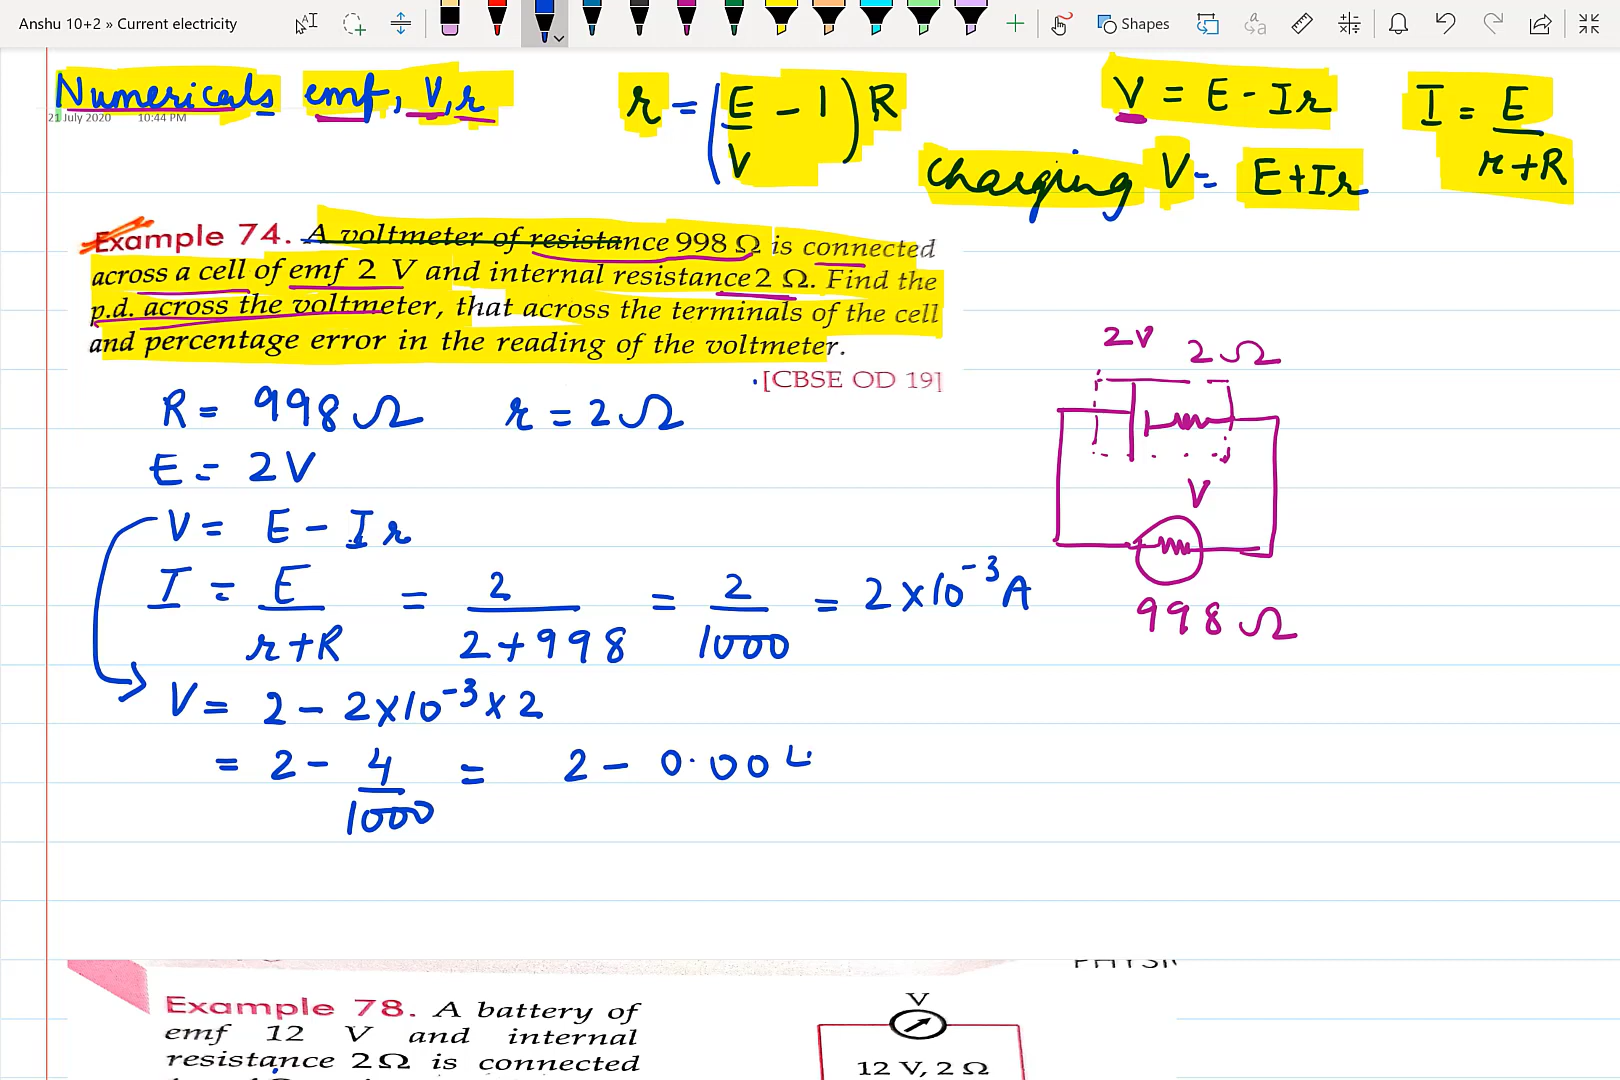 Anshu 10+2 » Current electricity
Shapes
Numericals emf, V, r
21 July 2020 10:44 PM
r = (E/V - 1) R
V = E - Ir
I = E/r+R
charging V = E+Ir
Example 74. A voltmeter of resistance 998 Ω is connected
across a cell of emf 2 V and internal resistance 2 Ω. Find the
p.d. across the voltmeter, that across the terminals of the cell
and percentage error in the reading of the voltmeter.
[CBSE OD 19]
2V 2Ω
V
998 Ω
R = 998 Ω r = 2 Ω
E = 2V
V = E - Ir
I = E/r+R = 2/2+998 = 2/1000 = 2×10⁻³ A
V = 2 - 2×10⁻³ × 2
= 2 - 4/1000 = 2 - 0.004
Example 78. A battery of
emf 12 V and internal
resistance 2Ω is connected
V
12 V, 2 Ω